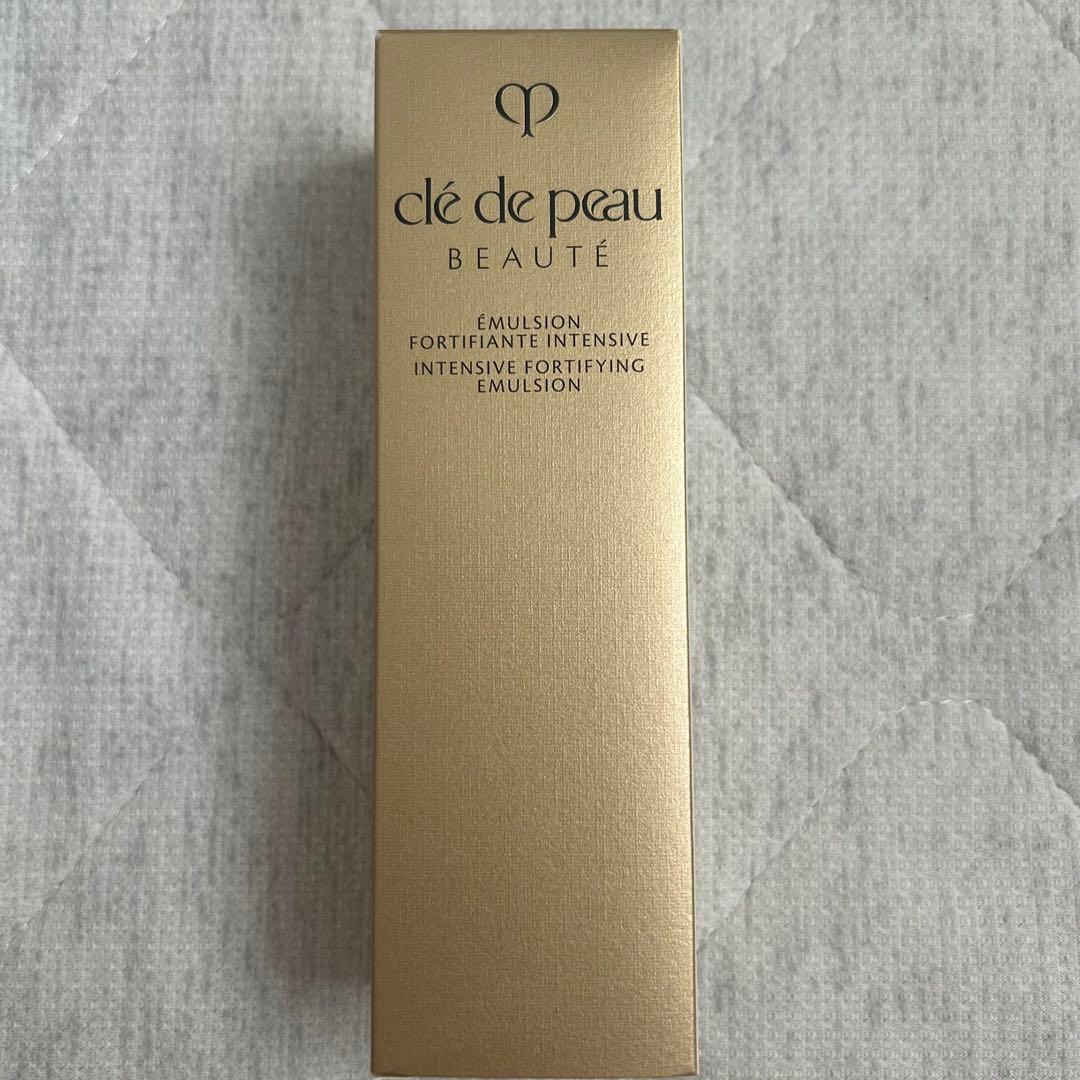 clé de peau
BEAUTÉ
ÉMULSION
FORTIFIANTE INTENSIVE
INTENSIVE FORTIFYING
EMULSION